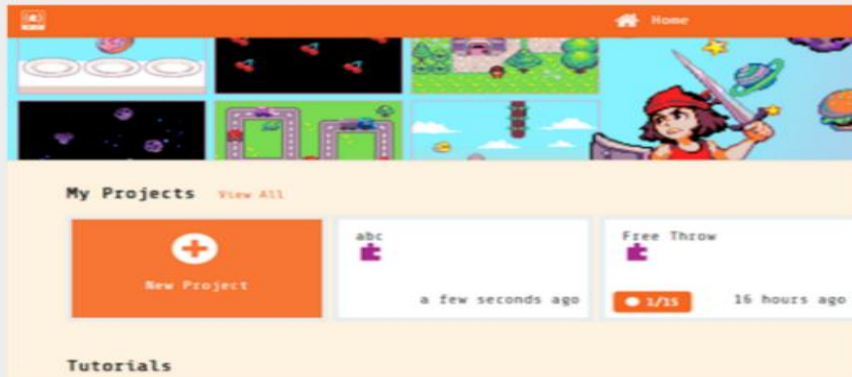 Home
My Projects View All
New Project
abc
a few seconds ago
Free Throw
1/15 16 hours ago
Tutorials